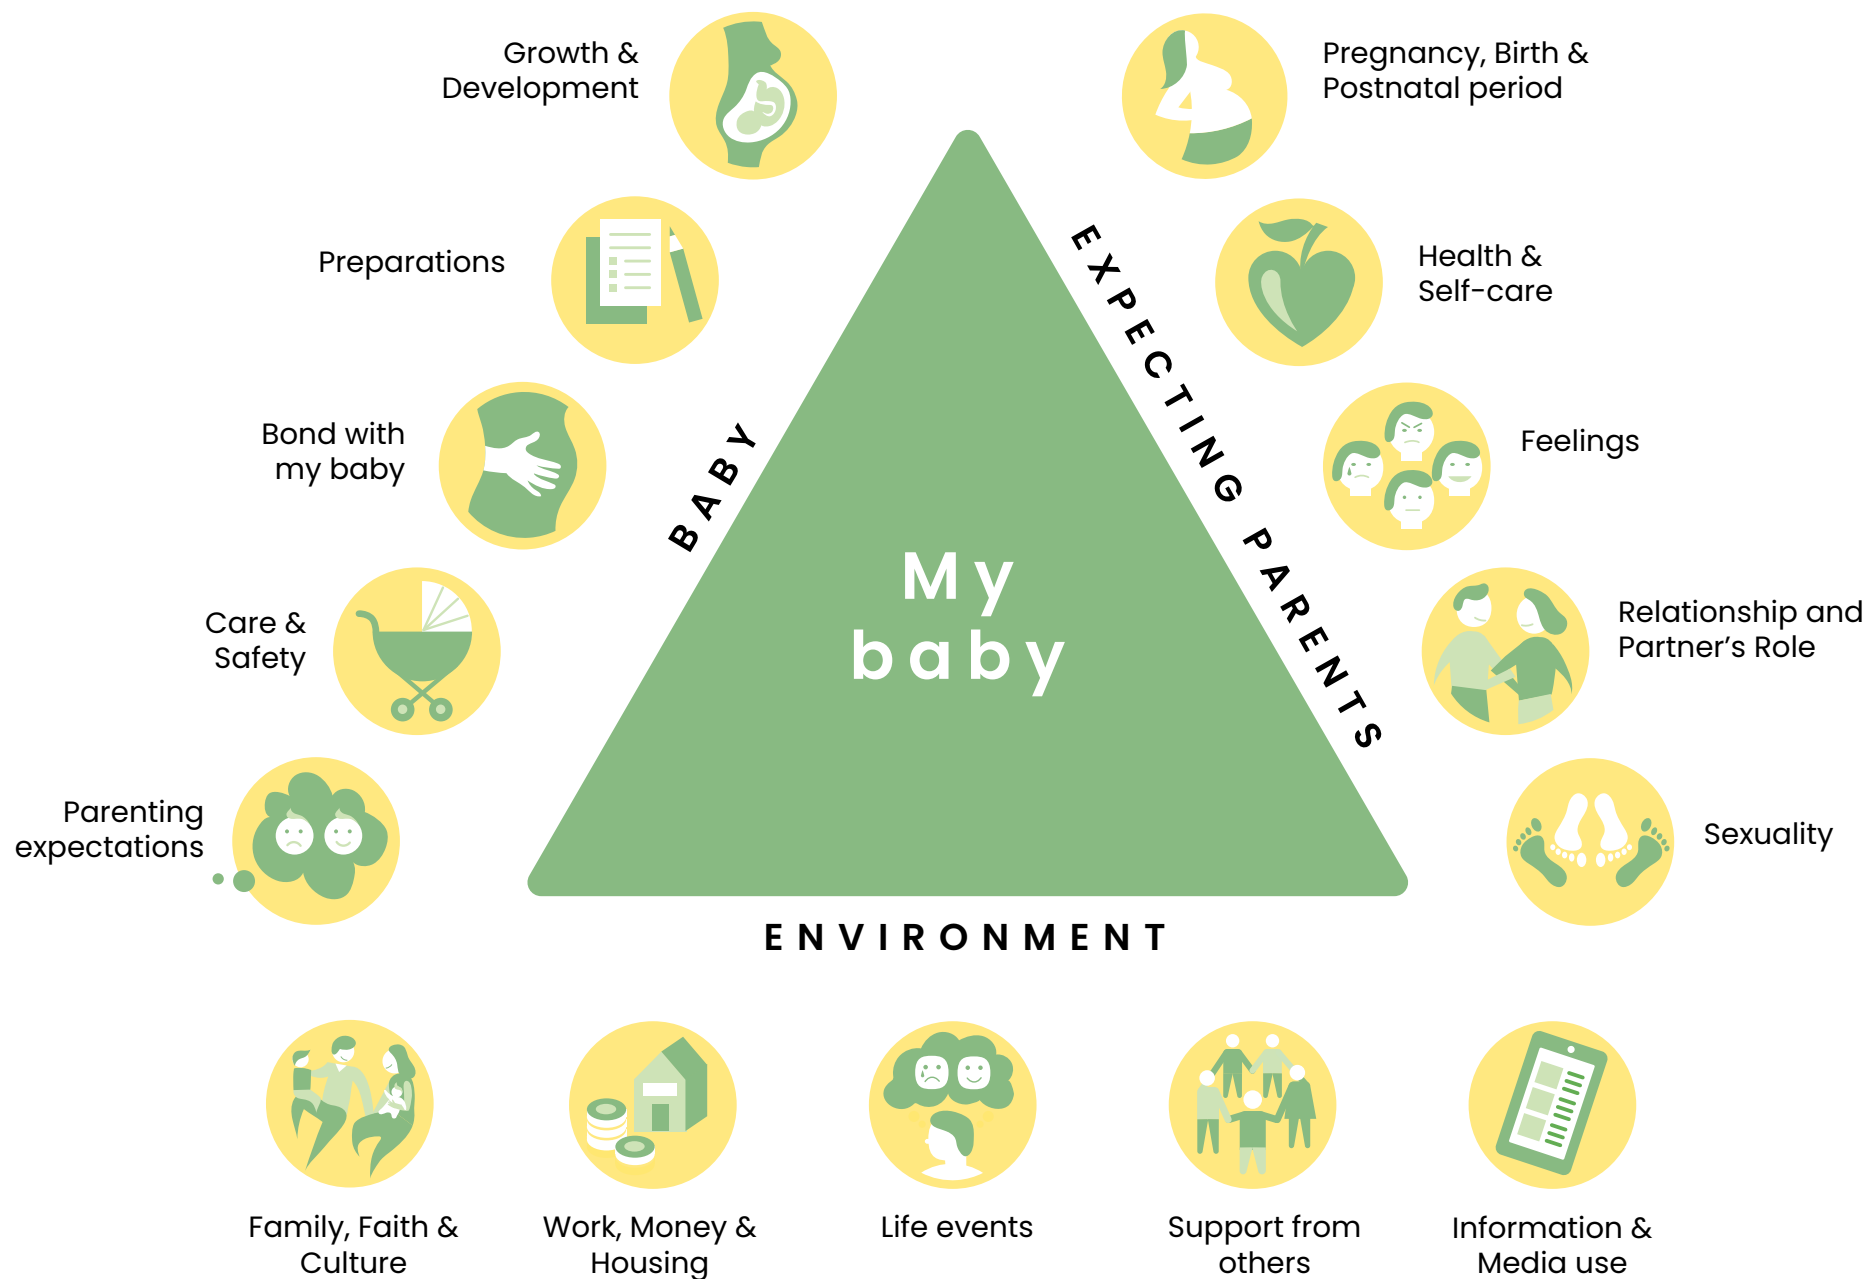 Growth &
Development
Pregnancy, Birth &
Postnatal period
Preparations
Health &
Self-care
Bond with
my baby
Feelings
Care &
Safety
Relationship and
Partner’s Role
Parenting
expectations
Sexuality
BABY
EXPECTING PARENTS
My
baby
ENVIRONMENT
Family, Faith &
Culture
Work, Money &
Housing
Life events
Support from
others
Information &
Media use